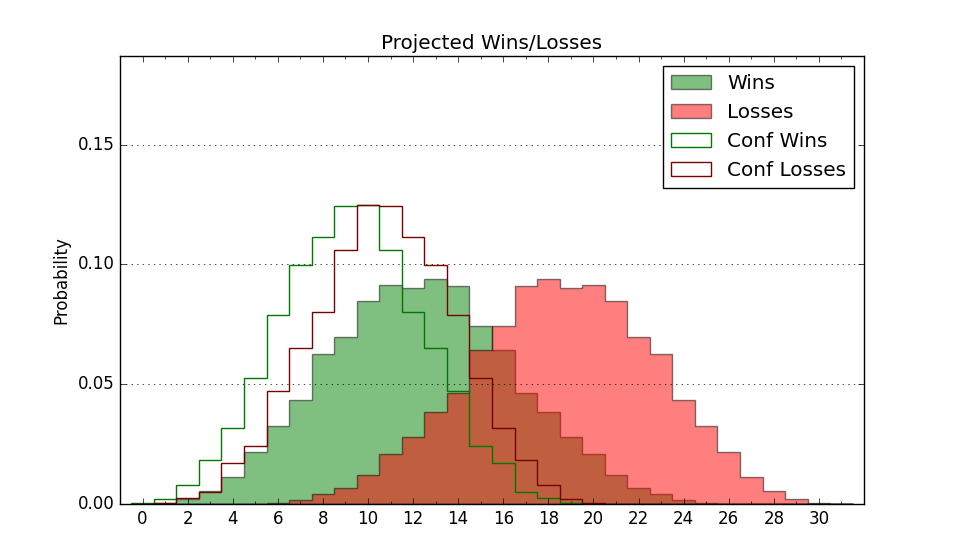 Projected Wins/Losses
Wins
Losses
Conf Wins
Conf Losses
Probability
0.15
0.10
0.05
0.00
0 2 4 6 8 10 12 14 16 18 20 22 24 26 28 30